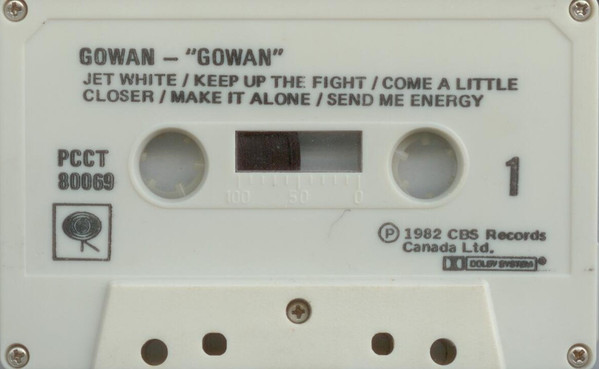 GOWAN – "GOWAN"
JET WHITE / KEEP UP THE FIGHT / COME A LITTLE
CLOSER / MAKE IT ALONE / SEND ME ENERGY
PCCT
80069
100 50 0
1
Ⓟ 1982 CBS Records
Canada Ltd.
DOLBY SYSTEM®